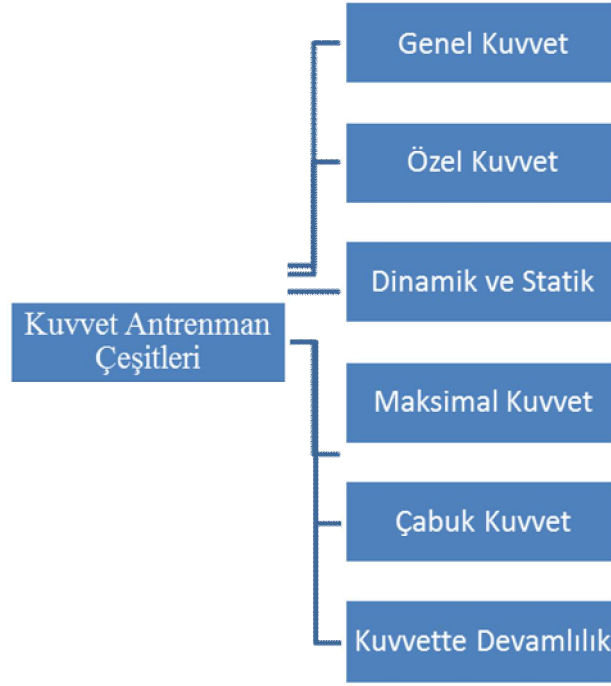 Genel Kuvvet
Özel Kuvvet
Dinamik ve Statik
Kuvvet Antrenman
Çeşitleri
Maksimal Kuvvet
Çabuk Kuvvet
Kuvvette Devamlılık